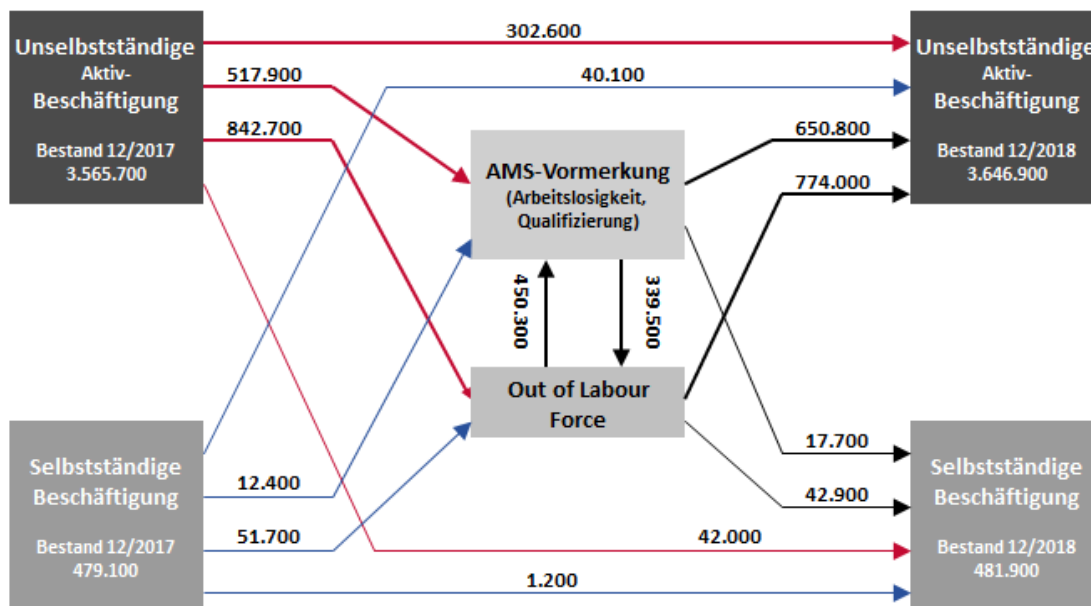 Unselbstständige
Aktiv-
Beschäftigung
Bestand 12/2017
3.565.700
302.600
517.900
40.100
842.700
Unselbstständige
Aktiv-
Beschäftigung
Bestand 12/2018
3.646.900
650.800
774.000
AMS-Vormerkung
(Arbeitslosigkeit,
Qualifizierung)
450.300
339.500
Out of Labour
Force
Selbstständige
Beschäftigung
Bestand 12/2017
479.100
12.400
51.700
17.700
42.900
42.000
1.200
Selbstständige
Beschäftigung
Bestand 12/2018
481.900